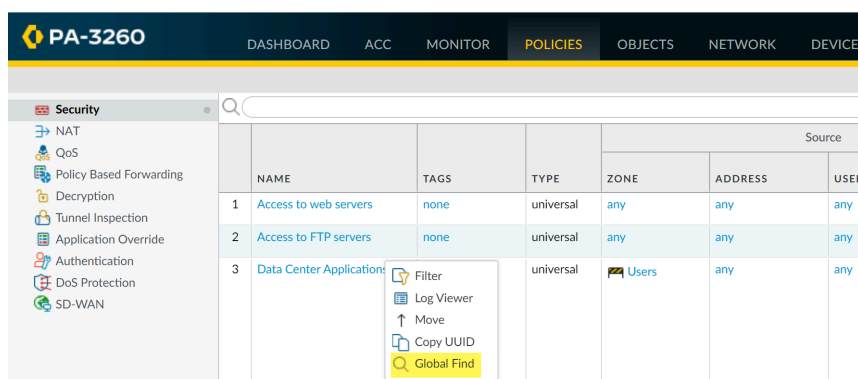 PA-3260
DASHBOARD ACC MONITOR POLICIES OBJECTS NETWORK DEVICE
Security
NAT
QoS
QoS
Policy Based Forwarding
Decryption
Tunnel Inspection
Application Override
Authentication
DoS Protection
SD-WAN
Source
NAME TAGS TYPE ZONE ADDRESS USE
1 Access to web servers none universal any any any
2 Access to FTP servers none universal any any any
3 Data Center Applications universal Users any any
Filter
Log Viewer
Move
Copy UUID
Global Find